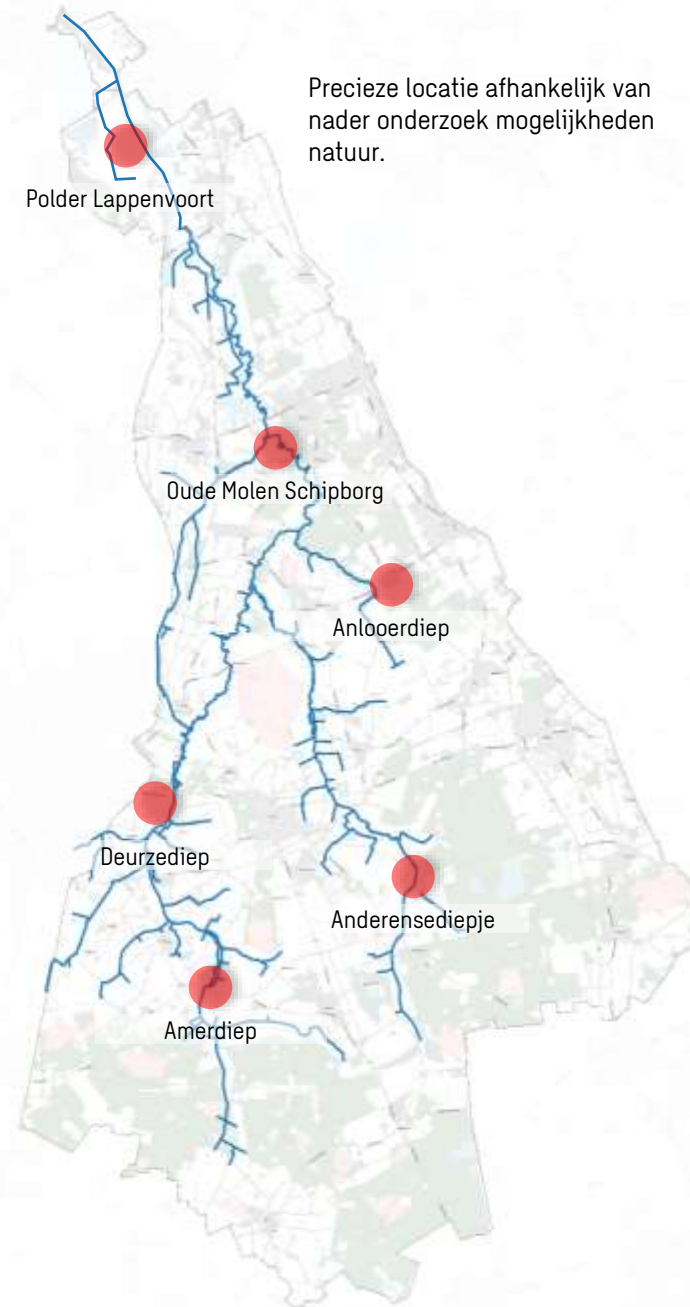 Precieze locatie afhankelijk van
nader onderzoek mogelijkheden
natuur.
Polder Lappenvoort
Oude Molen Schipborg
Anlooerdiep
Deurzediep
Anderensediepje
Amerdiep